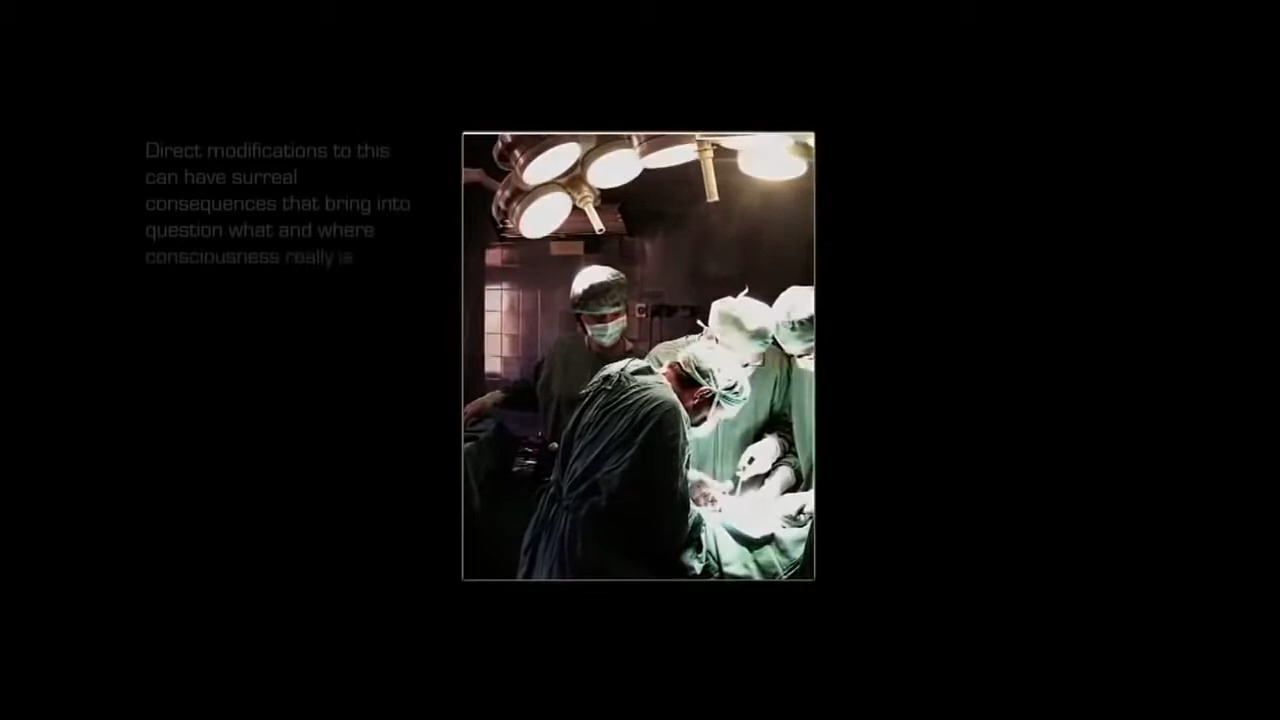 Direct modifications to this
can have surreal
consequences that bring into
question what and where
consciousness really is